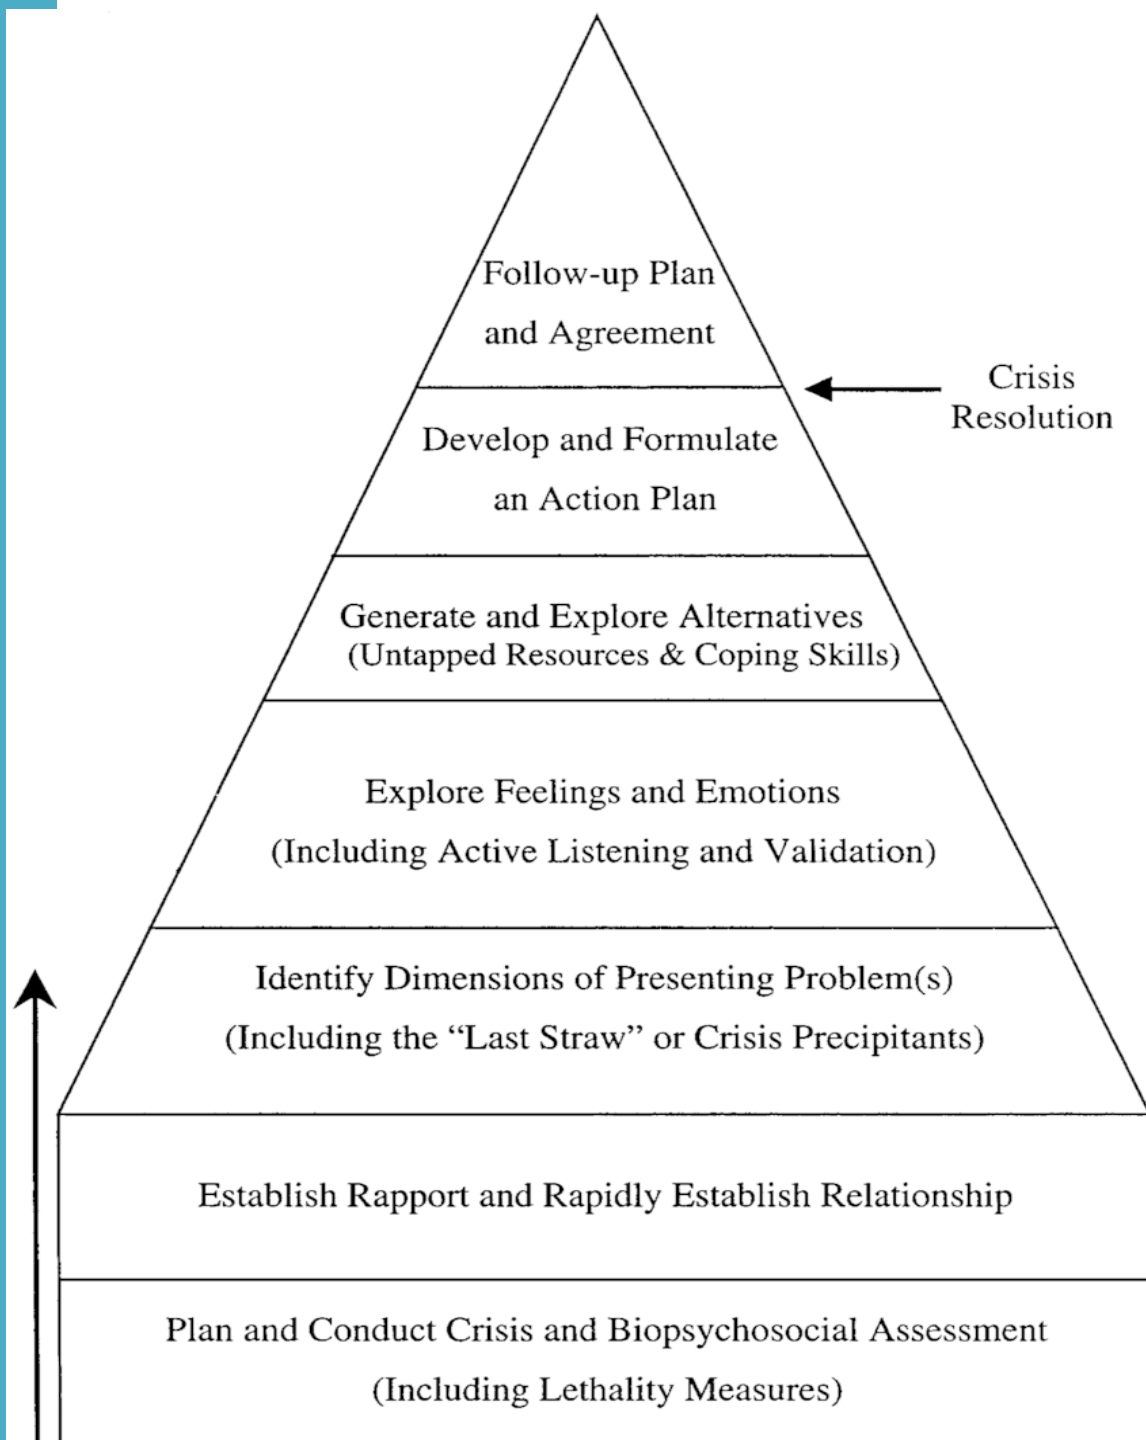 Follow-up Plan
and Agreement
Crisis
Resolution
Develop and Formulate
an Action Plan
Generate and Explore Alternatives
(Untapped Resources & Coping Skills)
Explore Feelings and Emotions
(Including Active Listening and Validation)
Identify Dimensions of Presenting Problem(s)
(Including the “Last Straw” or Crisis Precipitants)
Establish Rapport and Rapidly Establish Relationship
Plan and Conduct Crisis and Biopsychosocial Assessment
(Including Lethality Measures)